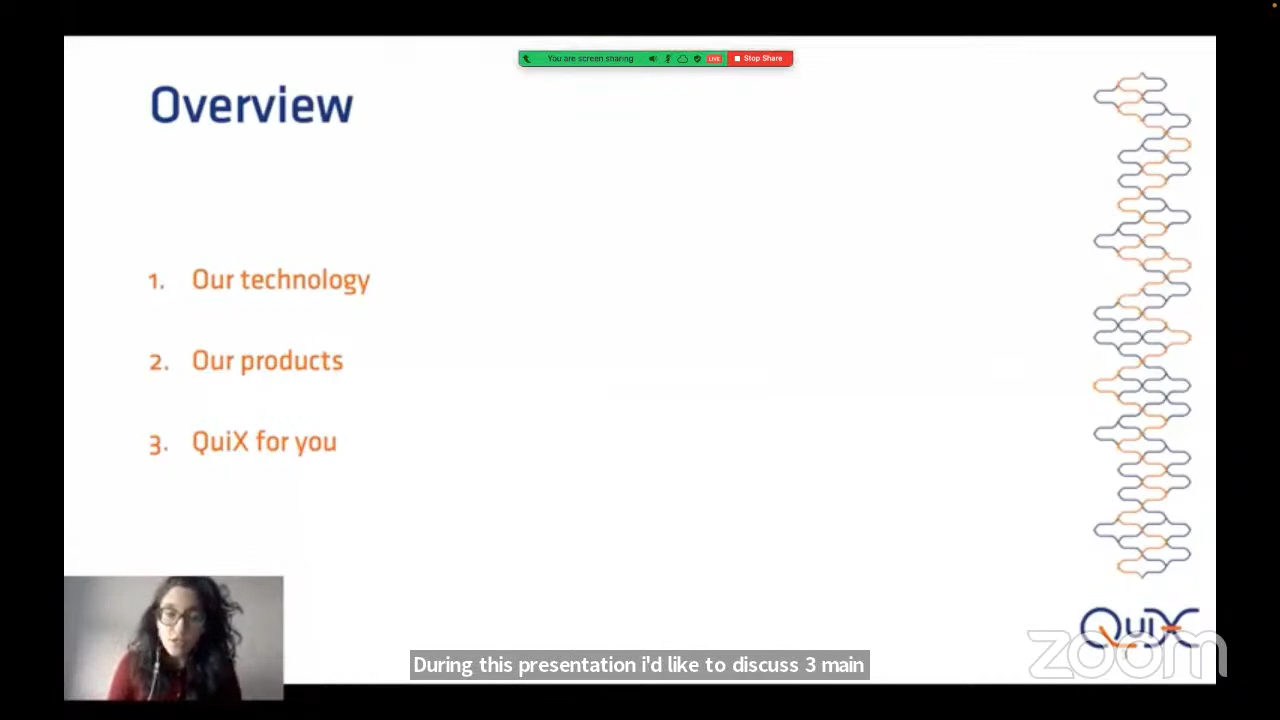 You are screen sharing
LIVE
Stop Share
Overview
1. Our technology
2. Our products
3. QuiX for you
QuiX
zoom
During this presentation i'd like to discuss 3 main